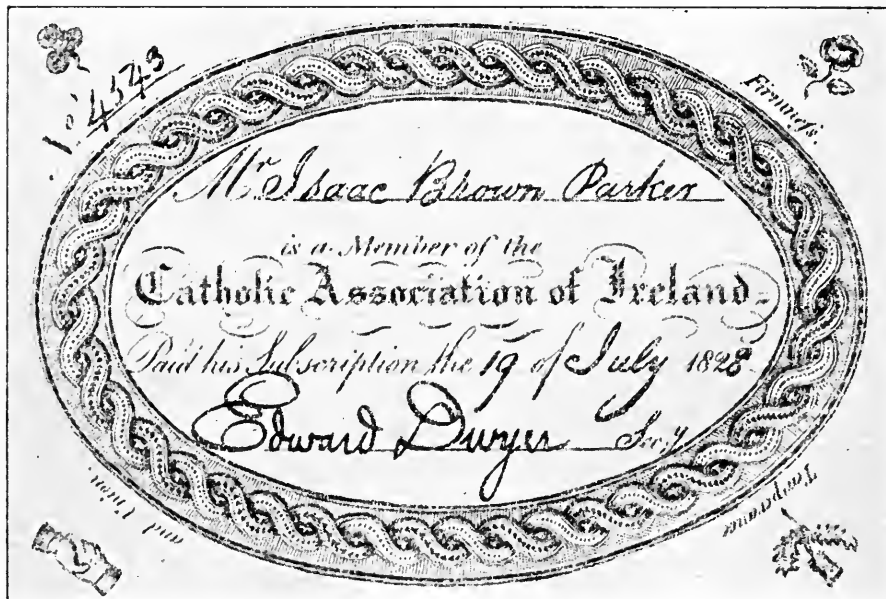 No. 4543
Firmness.
Mr. Isaac Brown Parker
is a Member of the
Catholic Association of Ireland.
Paid his Subscription the 19 of July 1828
Edward Dwyer Secy
Temperance
and Union.